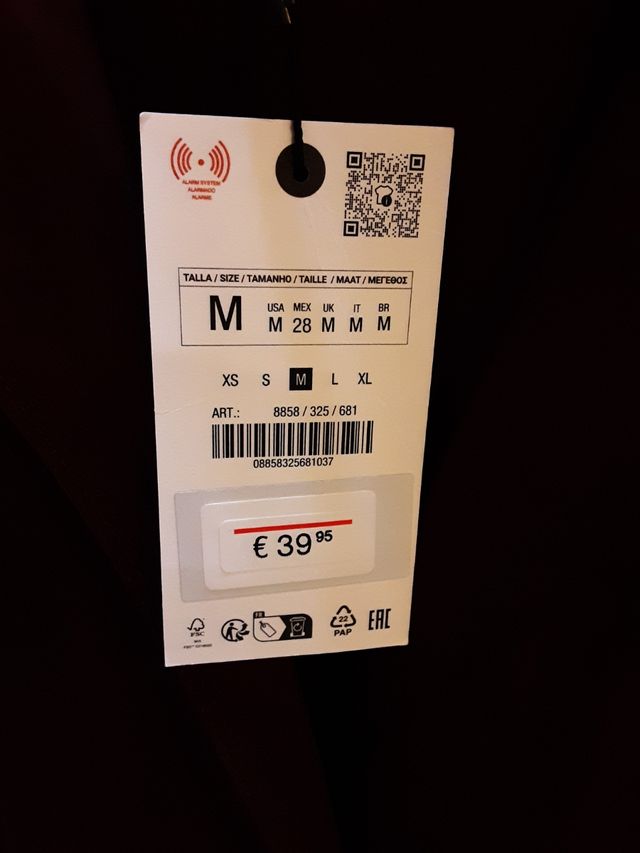 ALARM SYSTEM
ALARMADO
ALARME
TALLA / SIZE / TAMANHO / TAILLE / MAAT / ΜΕΓΕΘΟΣ
M
USA MEX UK IT BR
M 28 M M M
XS S M L XL
ART.: 8858 / 325 / 681
08858325681037
€ 39 95
FR
FSC
22
PAP
EAC